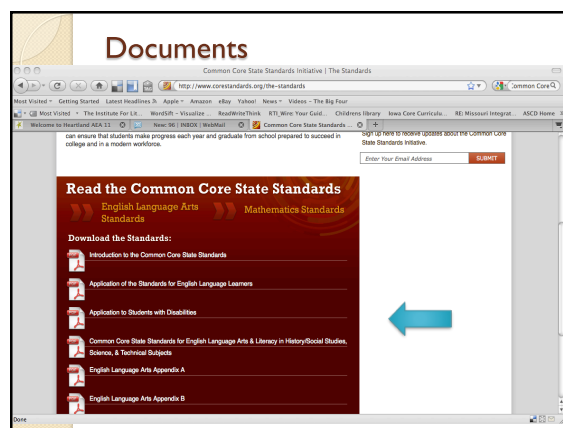 Documents
Common Core State Standards Initiative | The Standards
http://www.corestandards.org/the-standards
Common Core
Most Visited Getting Started Latest Headlines Apple Amazon eBay Yahoo! News Videos – The Big Four
Most Visited The Institute For Lit... WordSift – Visualize ... ReadWriteThink RTI_Wire: Your Guid... Childrens library Iowa Core Curriculu... RE: Missouri Integrat... ASCD Home
Welcome to Heartland AEA 11 New: 96 | INBOX | WebMail Common Core State Standards ...
can ensure that students make progress each year and graduate from school prepared to succeed in
college and in a modern workforce.
Sign up here to receive updates about the Common Core
State Standards Initiative.
Enter Your Email Address SUBMIT
Read the Common Core State Standards
English Language Arts
Standards
Mathematics Standards
Download the Standards:
Introduction to the Common Core State Standards
Application of the Standards for English Language Learners
Application to Students with Disabilities
Common Core State Standards for English Language Arts & Literacy in History/Social Studies,
Science, & Technical Subjects
English Language Arts Appendix A
English Language Arts Appendix B
Done